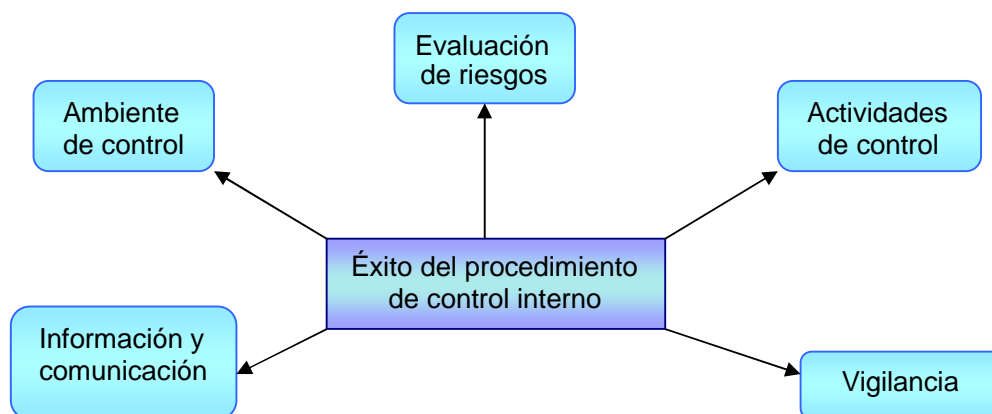 Evaluación
de riesgos
Ambiente
de control
Actividades
de control
Éxito del procedimiento
de control interno
Información y
comunicación
Vigilancia